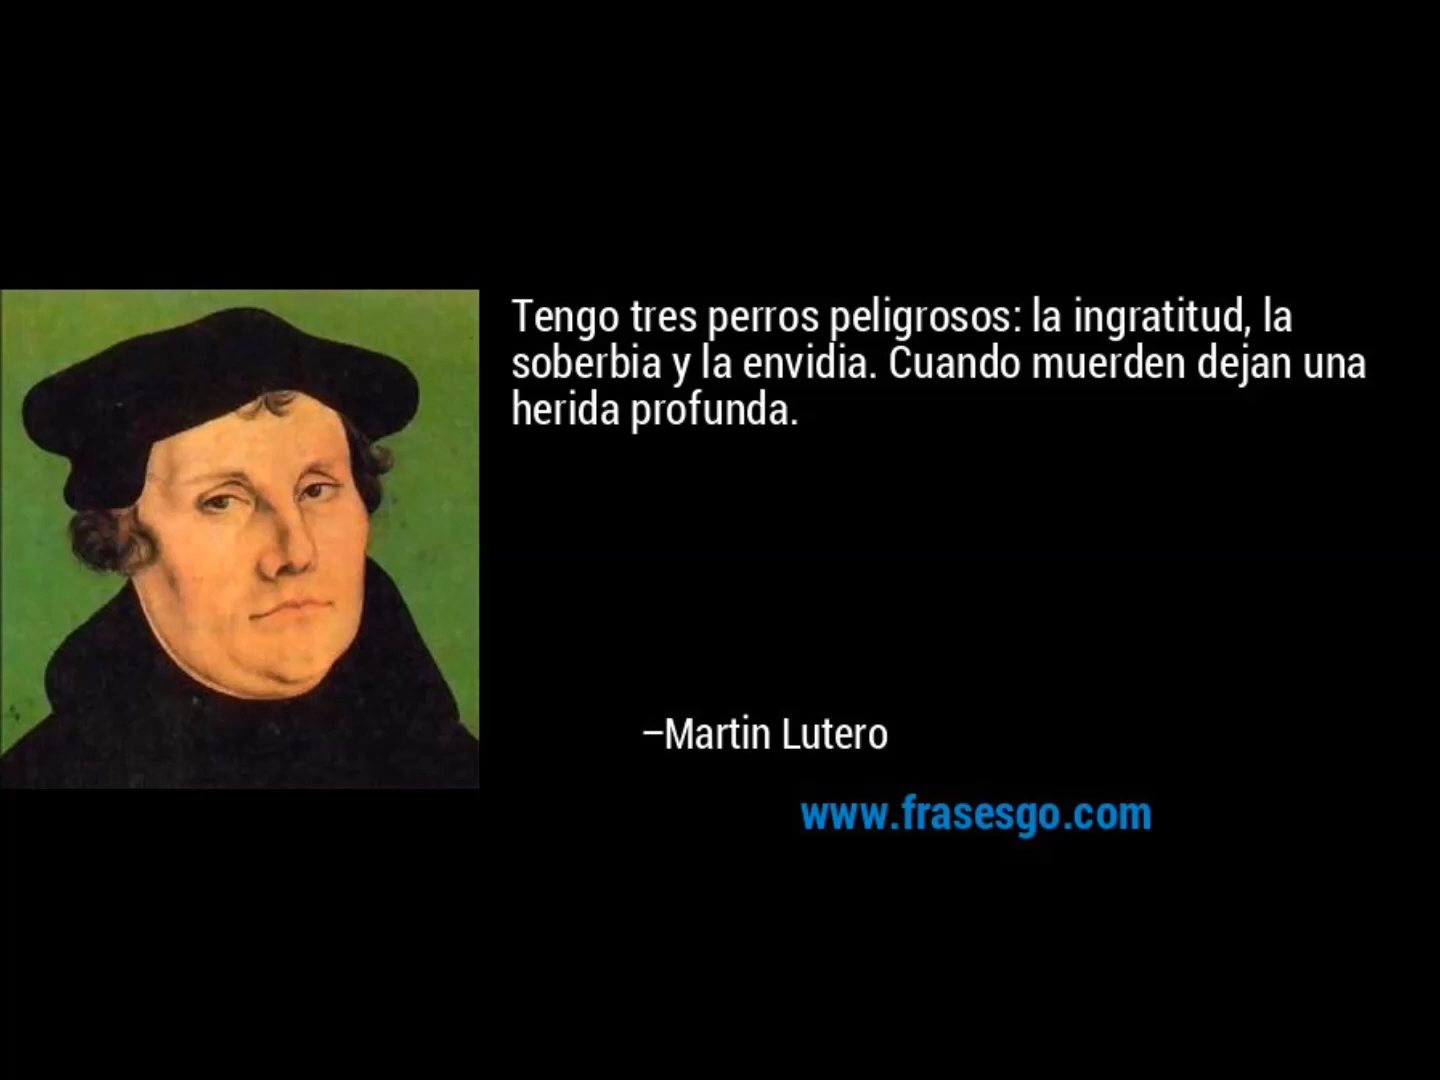 Tengo tres perros peligrosos: la ingratitud, la
soberbia y la envidia. Cuando muerden dejan una
herida profunda.
–Martin Lutero
www.frasesgo.com